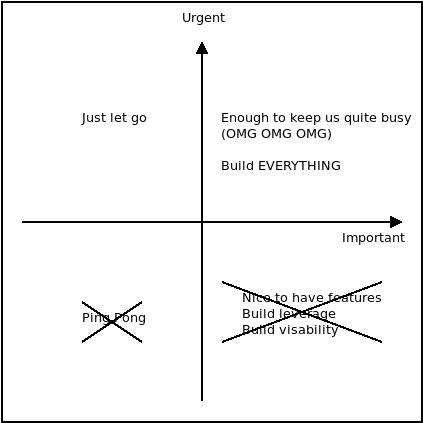 Urgent
Just let go
Enough to keep us quite busy
(OMG OMG OMG)
Build EVERYTHING
Important
Ping Pong
Nice to have features
Build leverage
Build visability